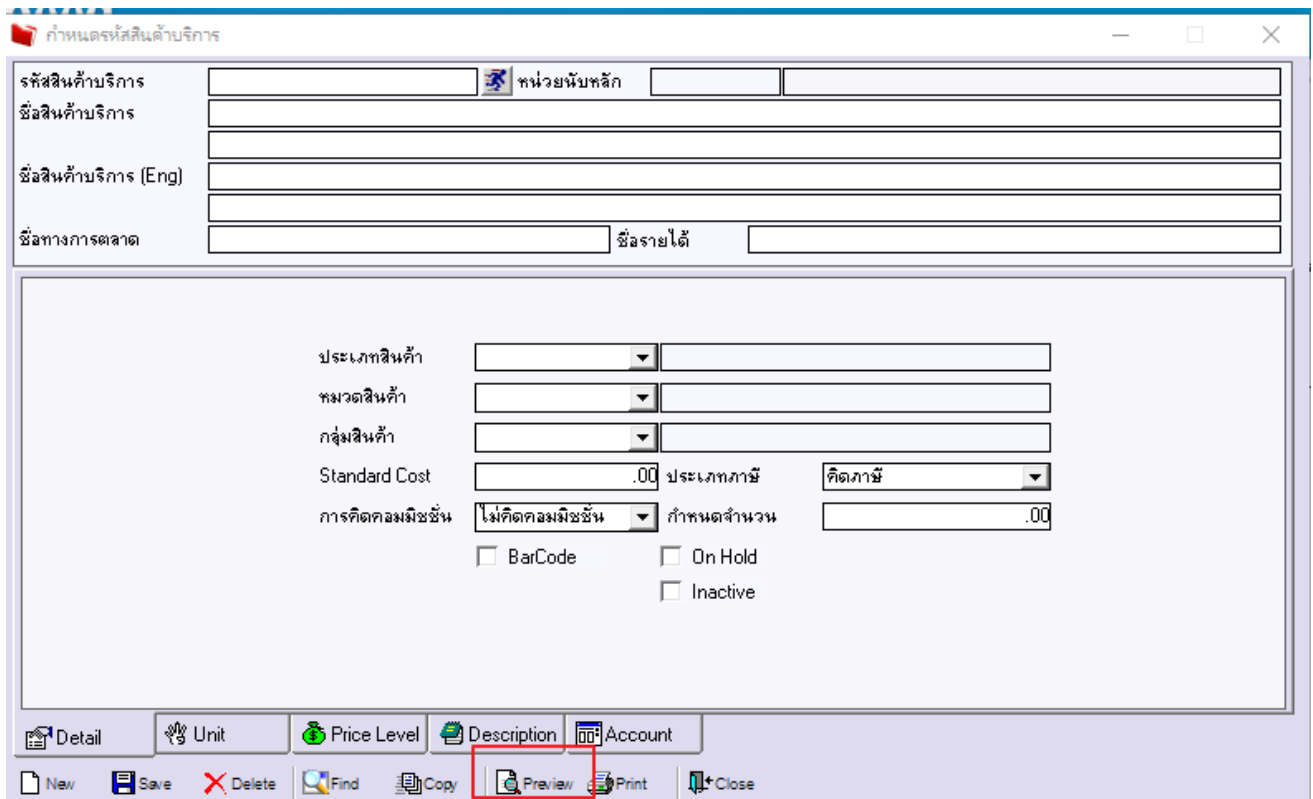 กำหนดรหัสสินค้าบริการ
รหัสสินค้าบริการ หน่วยนับหลัก
ชื่อสินค้าบริการ
ชื่อสินค้าบริการ (Eng)
ชื่อทางการตลาด ชื่อรายได้
ประเภทสินค้า
หมวดสินค้า
กลุ่มสินค้า
Standard Cost .00 ประเภทภาษี คิดภาษี
การคิดคอมมิชชั่น ไม่คิดคอมมิชชั่น กำหนดจำนวน .00
BarCode On Hold
Inactive
Detail Unit Price Level Description Account
New Save Delete Find Copy Preview Print Close